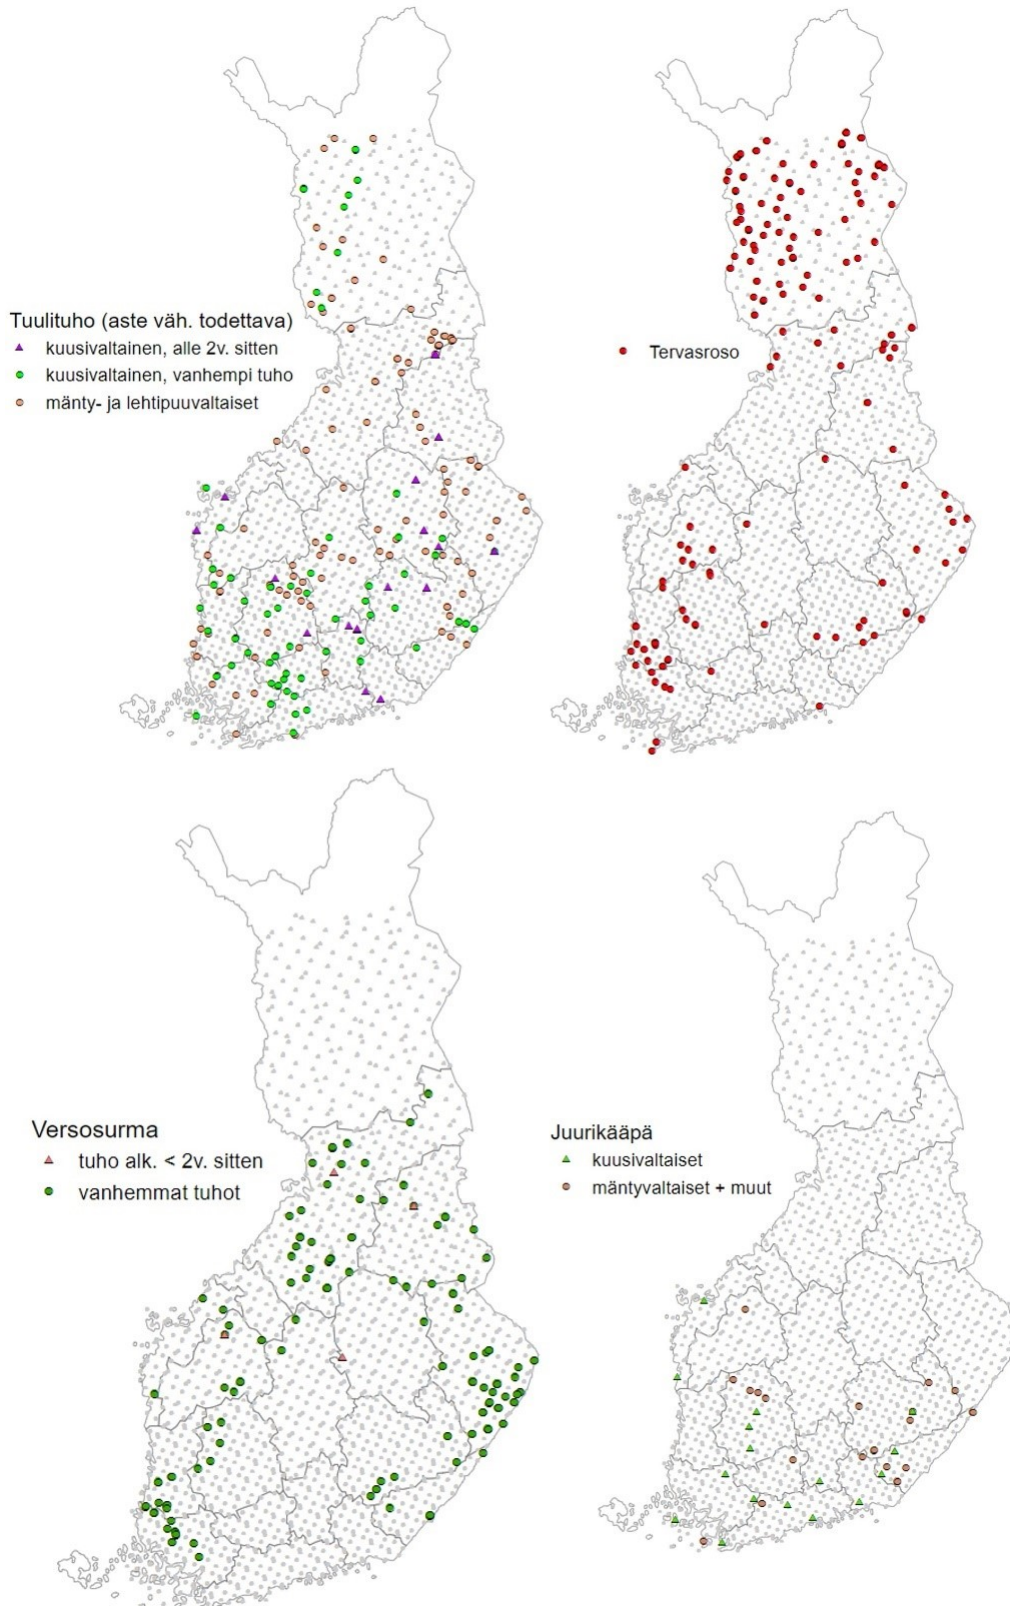 Tuulituho (aste väh. todettava)
kuusivaltainen, alle 2v. sitten
kuusivaltainen, vanhempi tuho
mänty- ja lehtipuuvaltaiset
Tervasroso
Versosurma
tuho alk. < 2v. sitten
vanhemmat tuhot
Juurikääpä
kuusivaltaiset
mäntyvaltaiset + muut